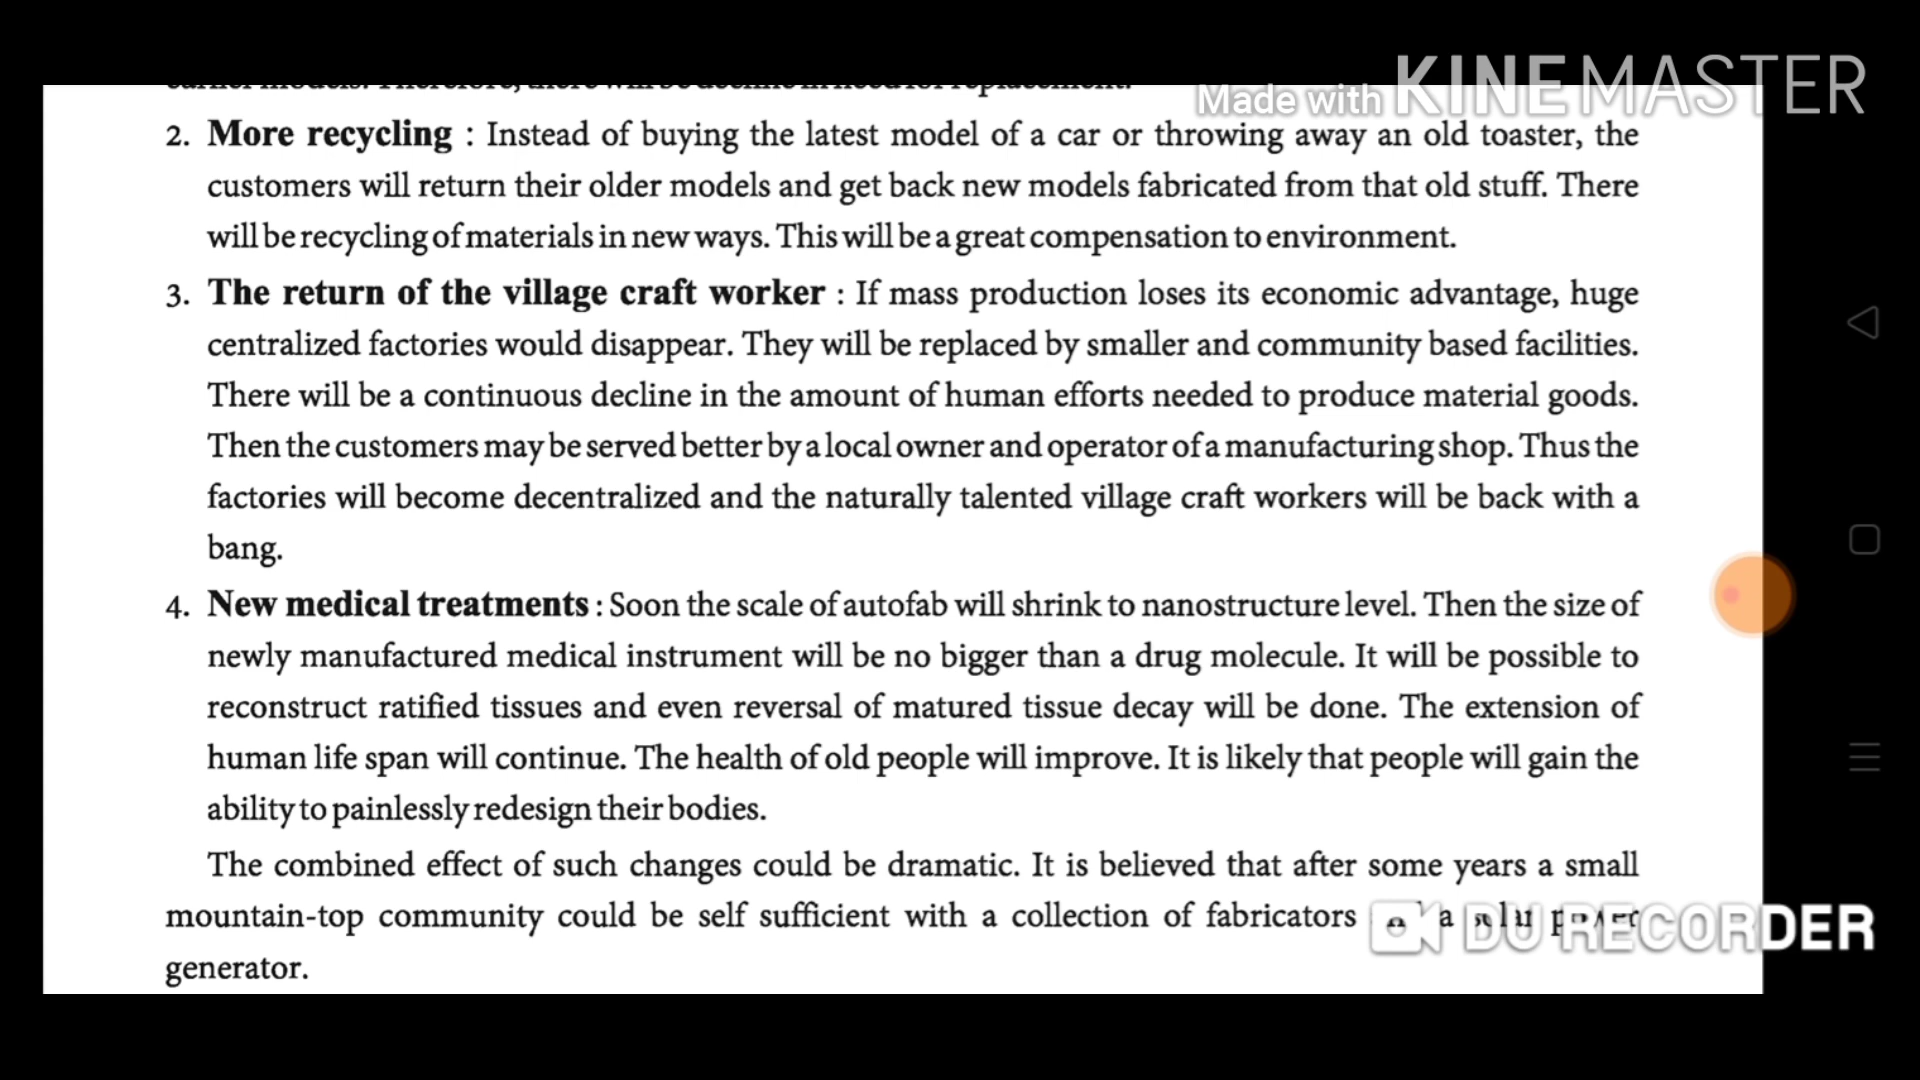 Made with KINEMASTER
2. More recycling : Instead of buying the latest model of a car or throwing away an old toaster, the
customers will return their older models and get back new models fabricated from that old stuff. There
will be recycling of materials in new ways. This will be a great compensation to environment.
3. The return of the village craft worker : If mass production loses its economic advantage, huge
centralized factories would disappear. They will be replaced by smaller and community based facilities.
There will be a continuous decline in the amount of human efforts needed to produce material goods.
Then the customers may be served better by a local owner and operator of a manufacturing shop. Thus the
factories will become decentralized and the naturally talented village craft workers will be back with a
bang.
4. New medical treatments : Soon the scale of autofab will shrink to nanostructure level. Then the size of
newly manufactured medical instrument will be no bigger than a drug molecule. It will be possible to
reconstruct ratified tissues and even reversal of matured tissue decay will be done. The extension of
human life span will continue. The health of old people will improve. It is likely that people will gain the
ability to painlessly redesign their bodies.
The combined effect of such changes could be dramatic. It is believed that after some years a small
mountain-top community could be self sufficient with a collection of fabricators a solar power
DU RECORDER
generator.